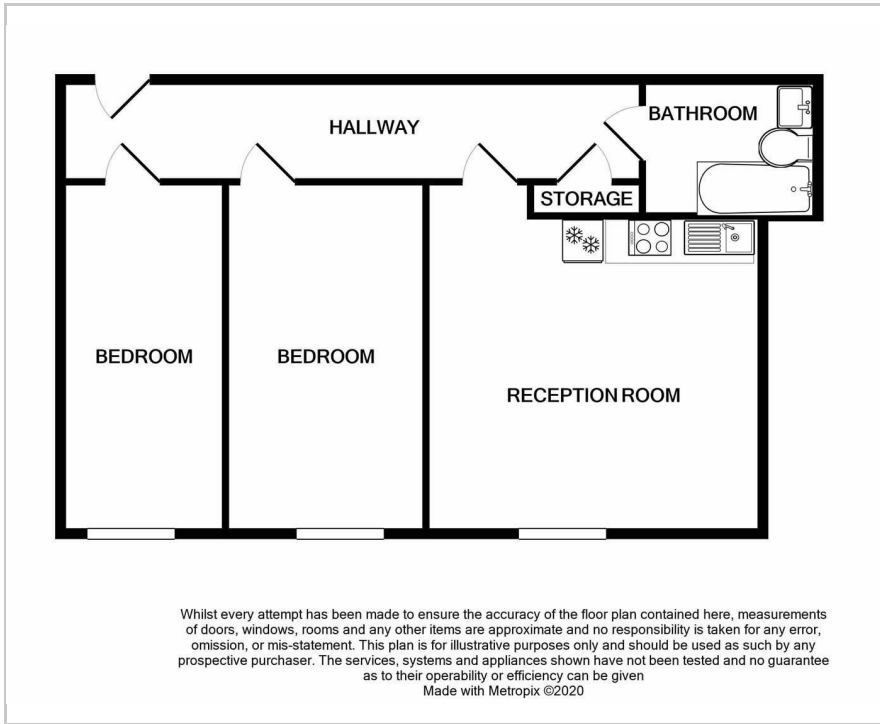 HALLWAY
BATHROOM
STORAGE
BEDROOM
BEDROOM
RECEPTION ROOM
Whilst every attempt has been made to ensure the accuracy of the floor plan contained here, measurements
of doors, windows, rooms and any other items are approximate and no responsibility is taken for any error,
omission, or mis-statement. This plan is for illustrative purposes only and should be used as such by any
prospective purchaser. The services, systems and appliances shown have not been tested and no guarantee
as to their operability or efficiency can be given
Made with Metropix ©2020